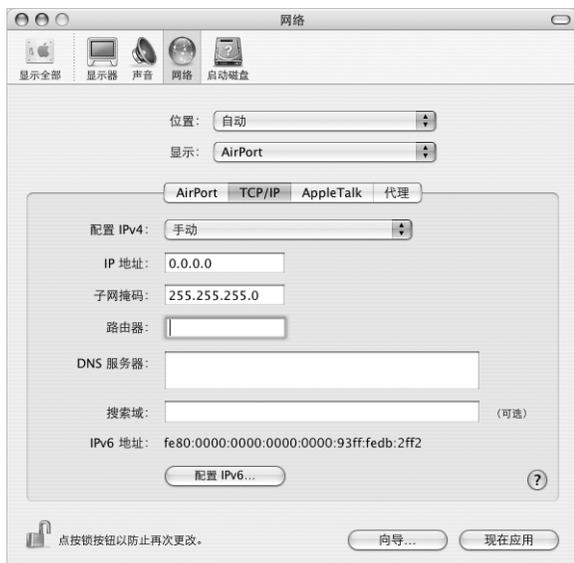 网络
显示全部 显示器 声音 网络 启动磁盘
位置： 自动
显示： AirPort
AirPort TCP/IP AppleTalk 代理
配置 IPv4： 手动
IP 地址： 0.0.0.0
子网掩码： 255.255.255.0
路由器：
DNS 服务器：
搜索域： （可选）
IPv6 地址： fe80:0000:0000:0000:0000:93ff:fedb:2ff2
配置 IPv6...
?
点按锁按钮以防止再次更改。 向导... 现在应用